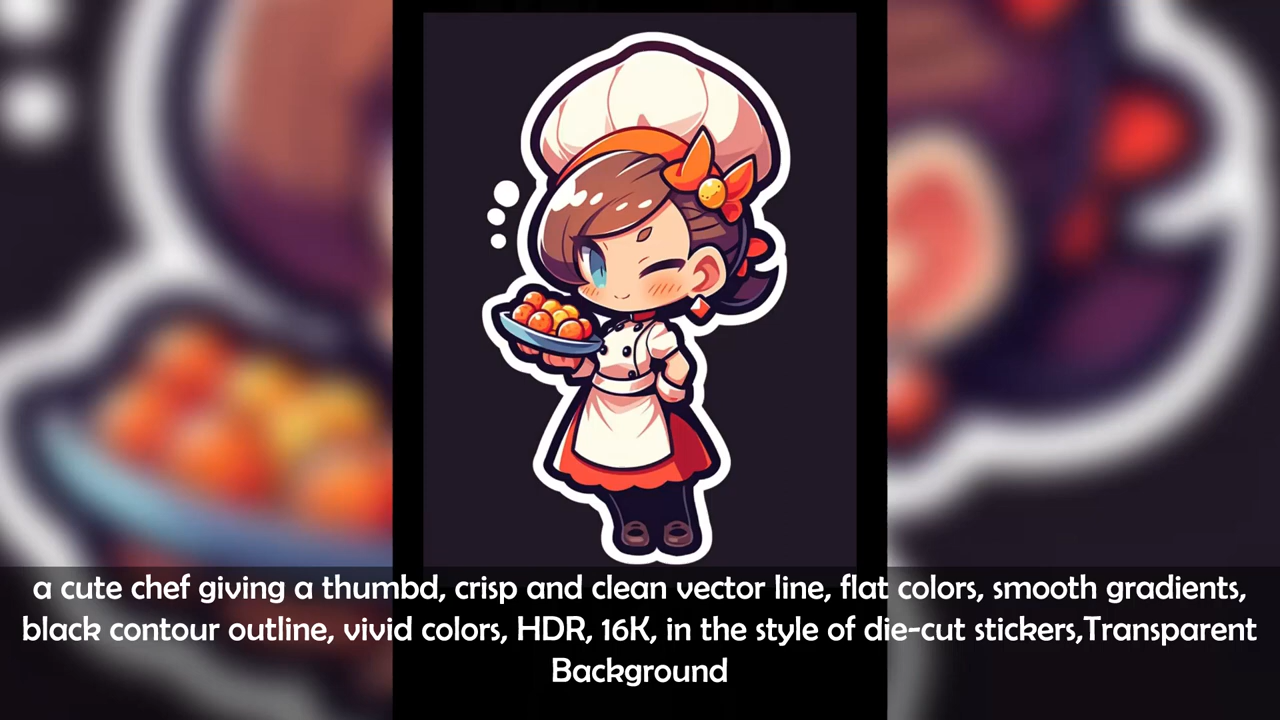 a cute chef giving a thumbd, crisp and clean vector line, flat colors, smooth gradients,
black contour outline, vivid colors, HDR, 16K, in the style of die-cut stickers,Transparent
Background